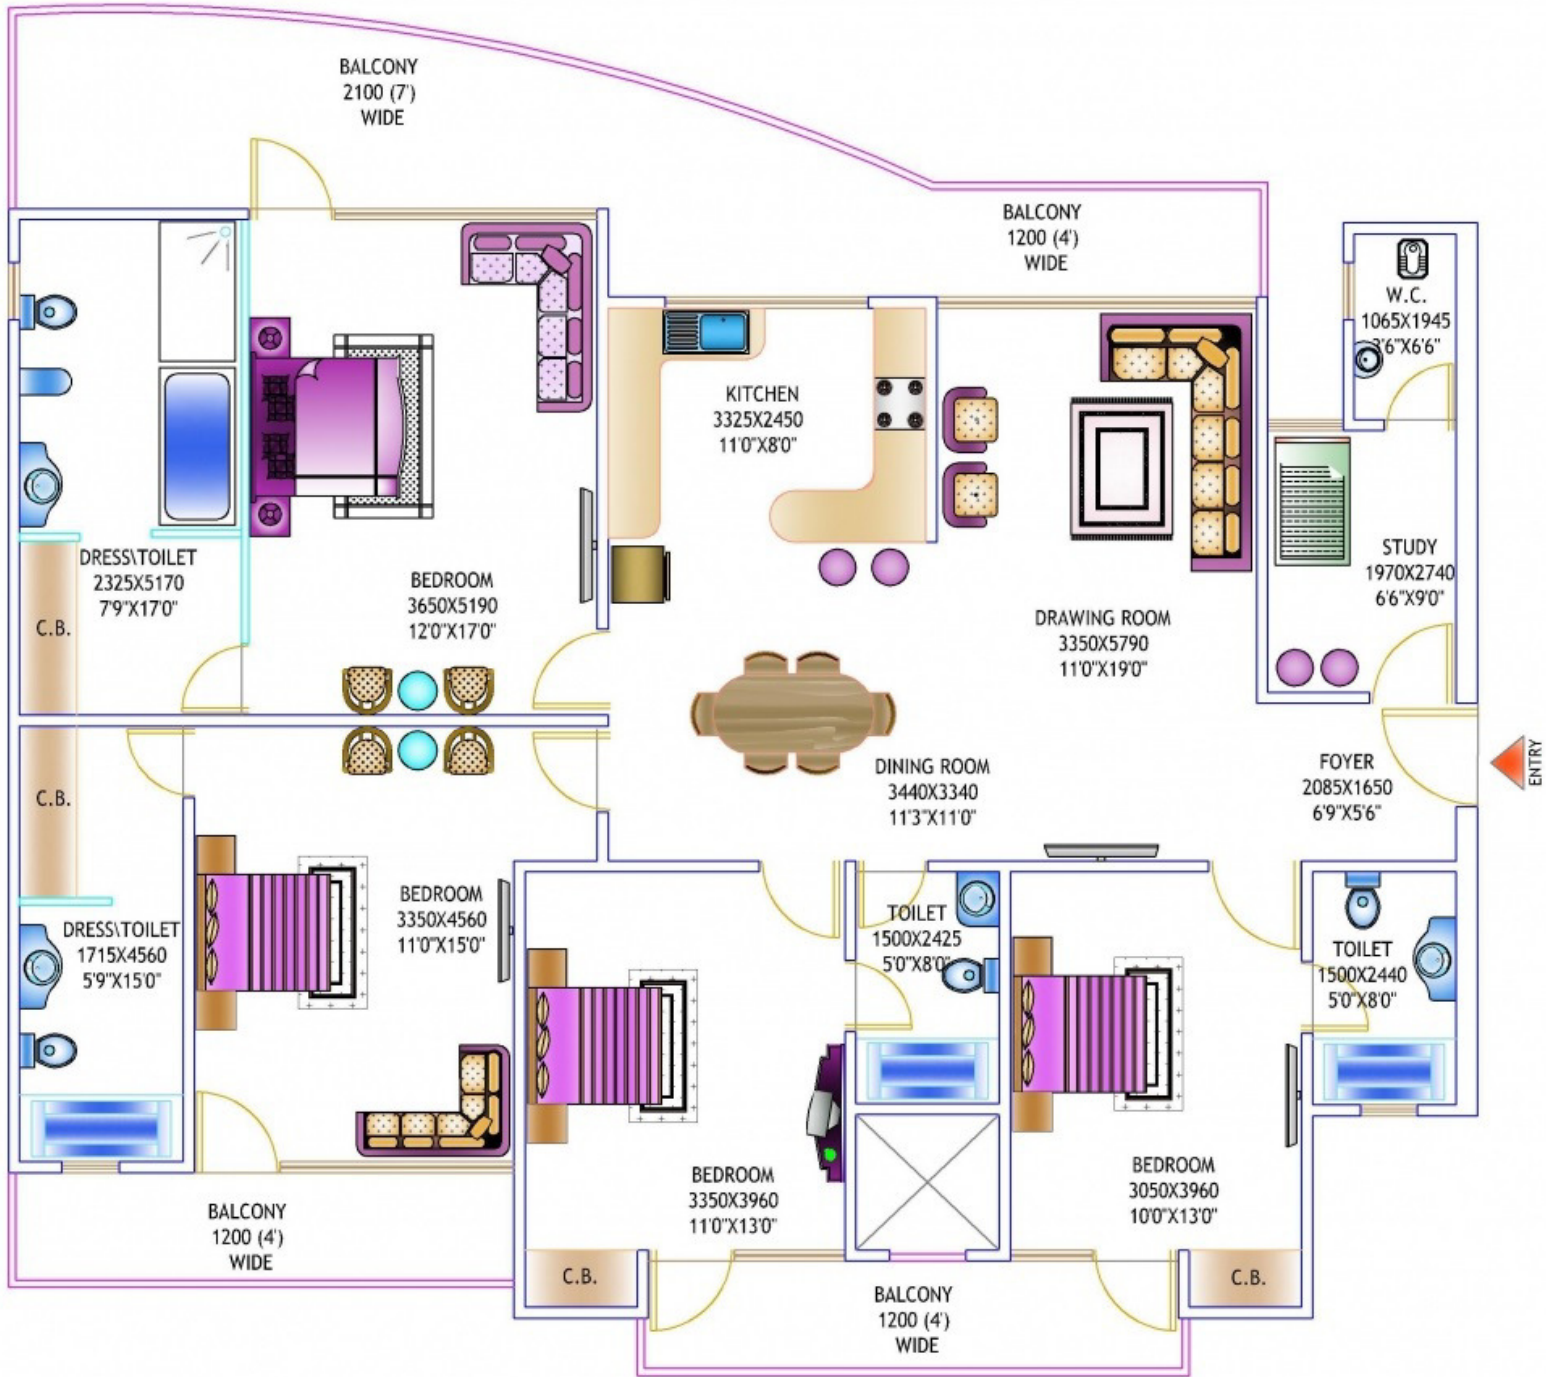 BALCONY
2100 (7')
WIDE
BALCONY
1200 (4')
WIDE
W.C.
1065X1945
3'6"X6'6"
KITCHEN
3325X2450
11'0"X8'0"
STUDY
1970X2740
6'6"X9'0"
DRESS\TOILET
2325X5170
7'9"X17'0"
C.B.
BEDROOM
3650X5190
12'0"X17'0"
DRAWING ROOM
3350X5790
11'0"X19'0"
DINING ROOM
3440X3340
11'3"X11'0"
FOYER
2085X1650
6'9"X5'6"
ENTRY
C.B.
BEDROOM
3350X4560
11'0"X15'0"
DRESS\TOILET
1715X4560
5'9"X15'0"
TOILET
1500X2425
5'0"X8'0"
TOILET
1500X2440
5'0"X8'0"
BEDROOM
3350X3960
11'0"X13'0"
BEDROOM
3050X3960
10'0"X13'0"
BALCONY
1200 (4')
WIDE
C.B.
C.B.
BALCONY
1200 (4')
WIDE